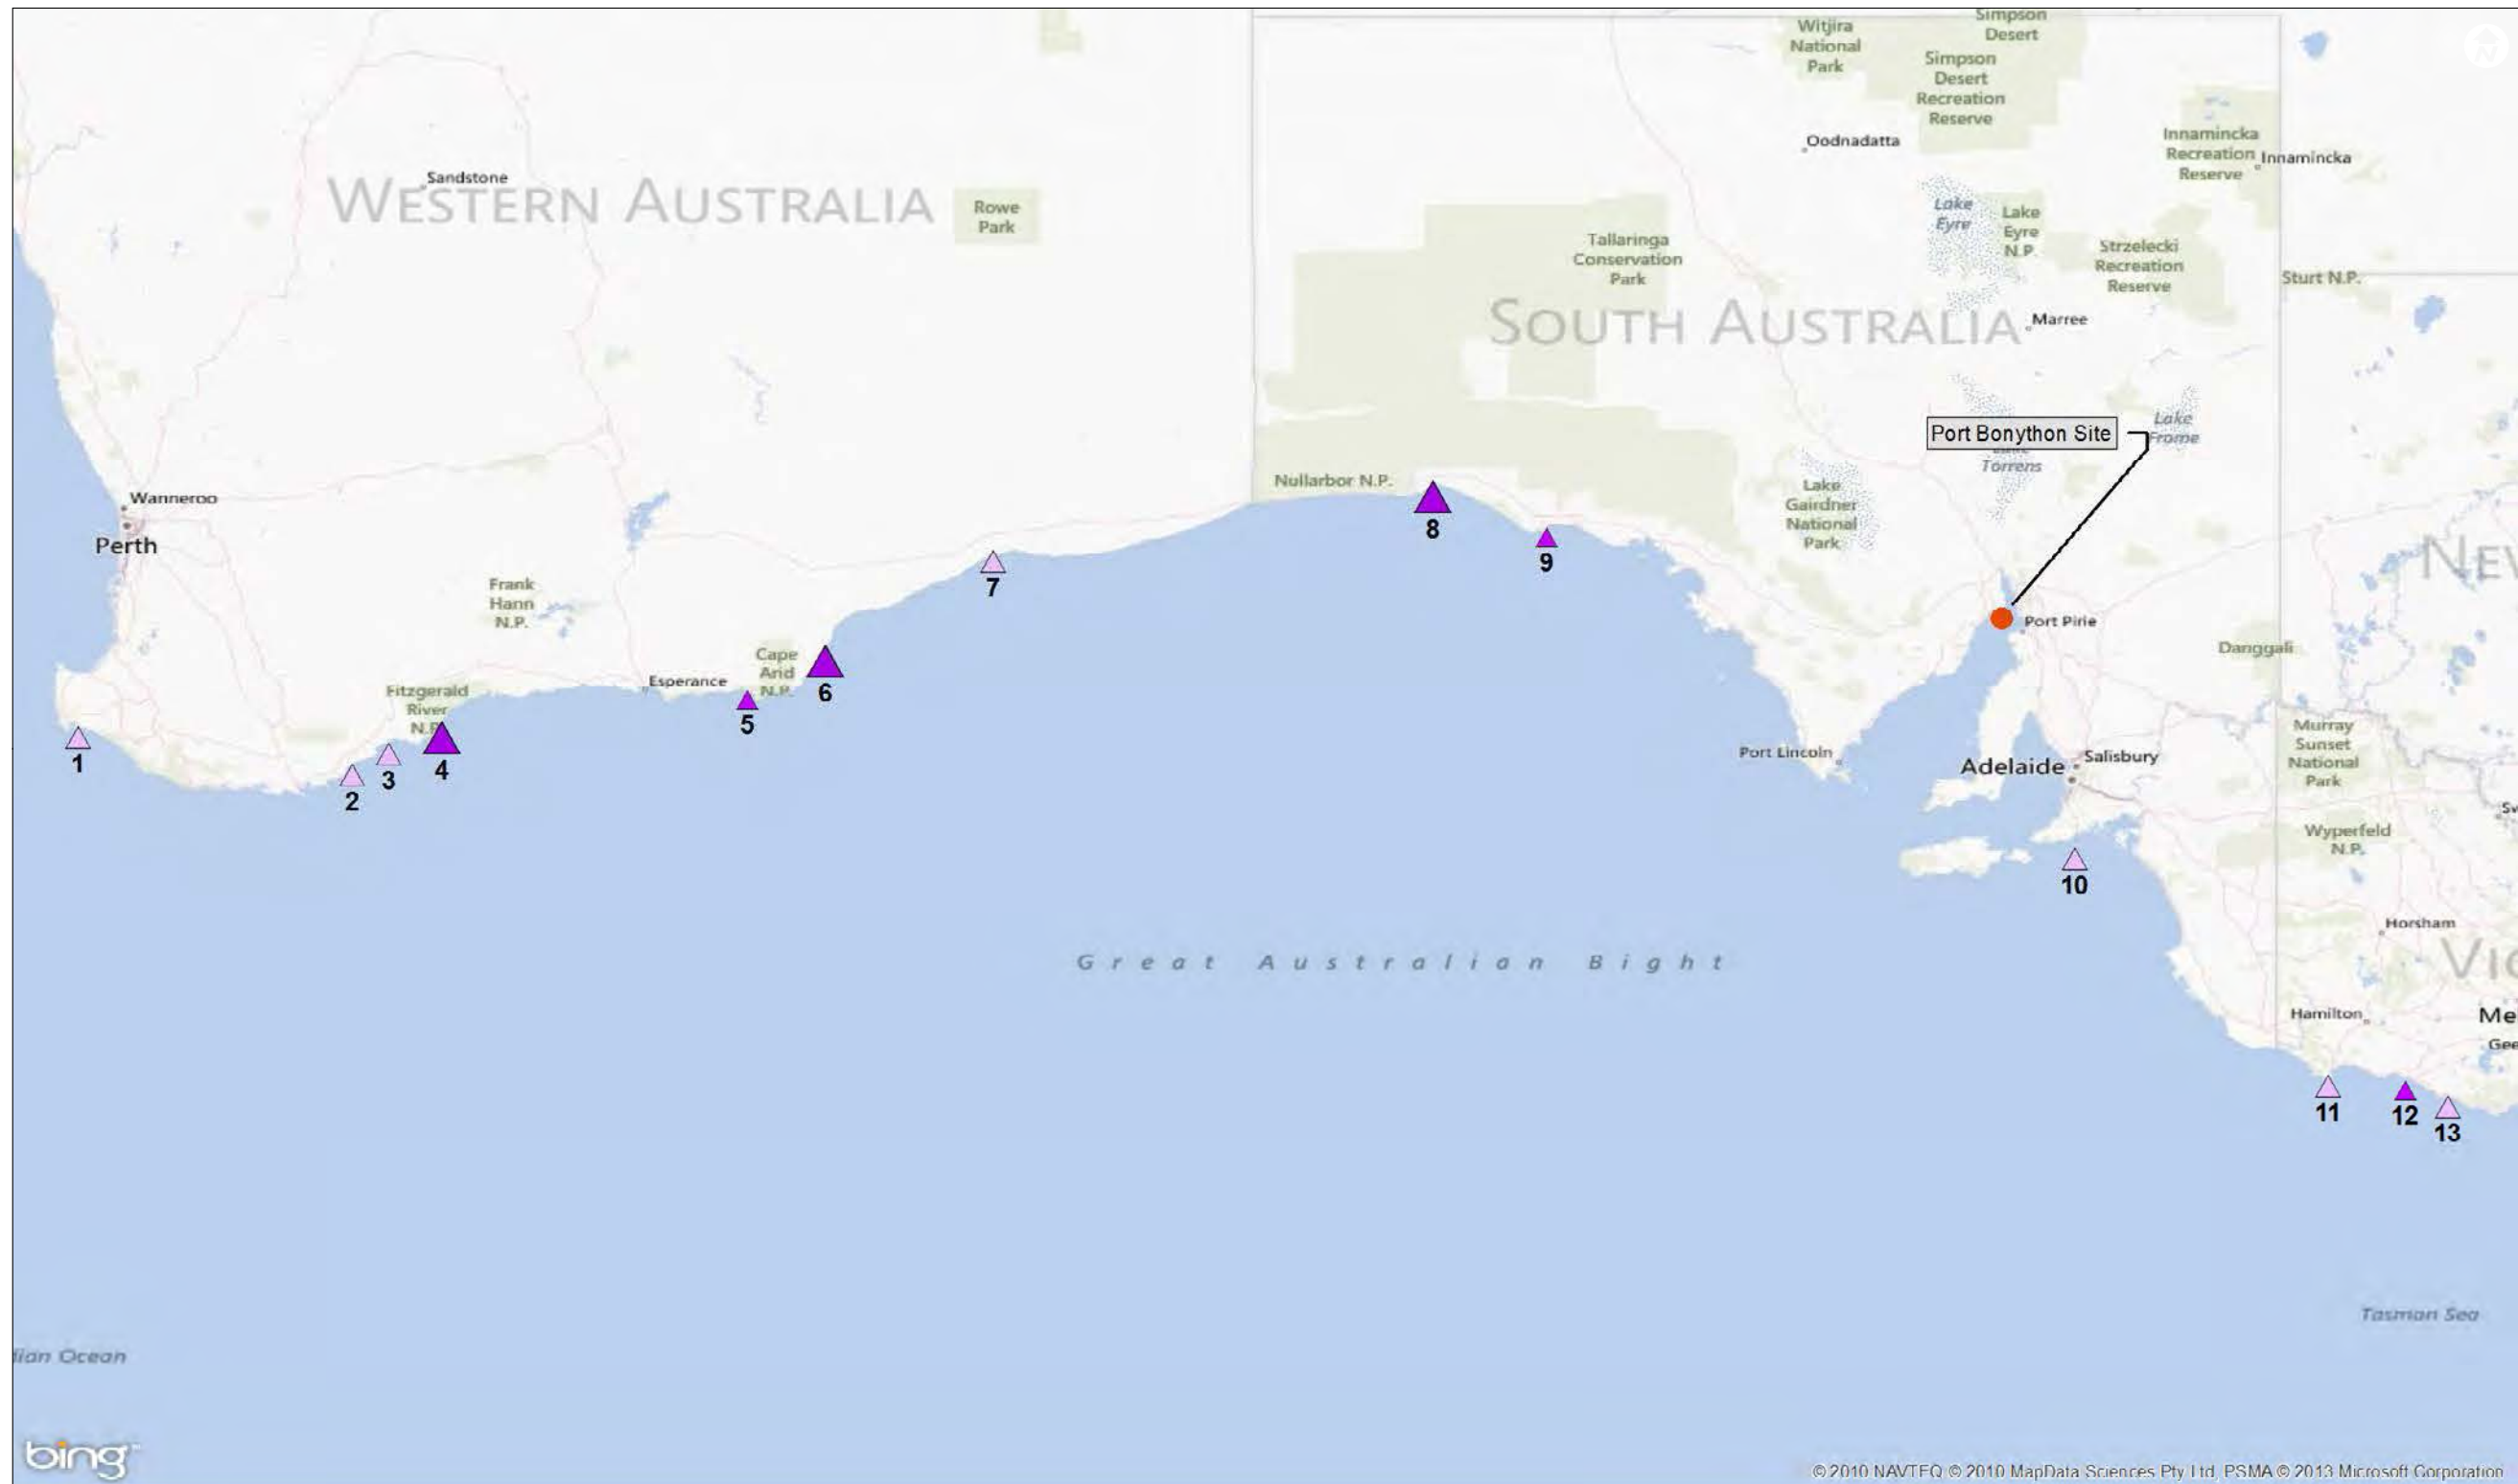 Simpson
Desert
Witjira
National
Park
Simpson
Desert
Recreation
Reserve
Oodnadatta
Innamincka
Recreation
Reserve
Innamincka
Sandstone
WESTERN AUSTRALIA
Rowe
Park
Lake
Eyre
Lake
Eyre
N.P.
Tallaringa
Conservation
Park
Strzelecki
Recreation
Reserve
Sturt N.P.
SOUTH AUSTRALIA
Marree
Port Bonython Site
Lake
Frome
Torrens
Nullarbor N.P.
Lake
Gairdner
National
Park
Wanneroo
Perth
8
9
7
Frank
Hann
N.P.
NEW
Port Pirie
Danggali
Cape
Arid
N.P.
Esperance
6
5
Fitzgerald
River
N.P.
1
2
3
4
Murray
Sunset
National
Park
Port Lincoln
Adelaide
Salisbury
Wyperfeld
N.P.
10
Horsham
Great Australian Bight
VIC
Hamilton
Me
Gee
11
12
13
Tasman Sea
dian Ocean
bing
© 2010 NAVTEQ © 2010 MapData Sciences Pty Ltd, PSMA © 2013 Microsoft Corporation